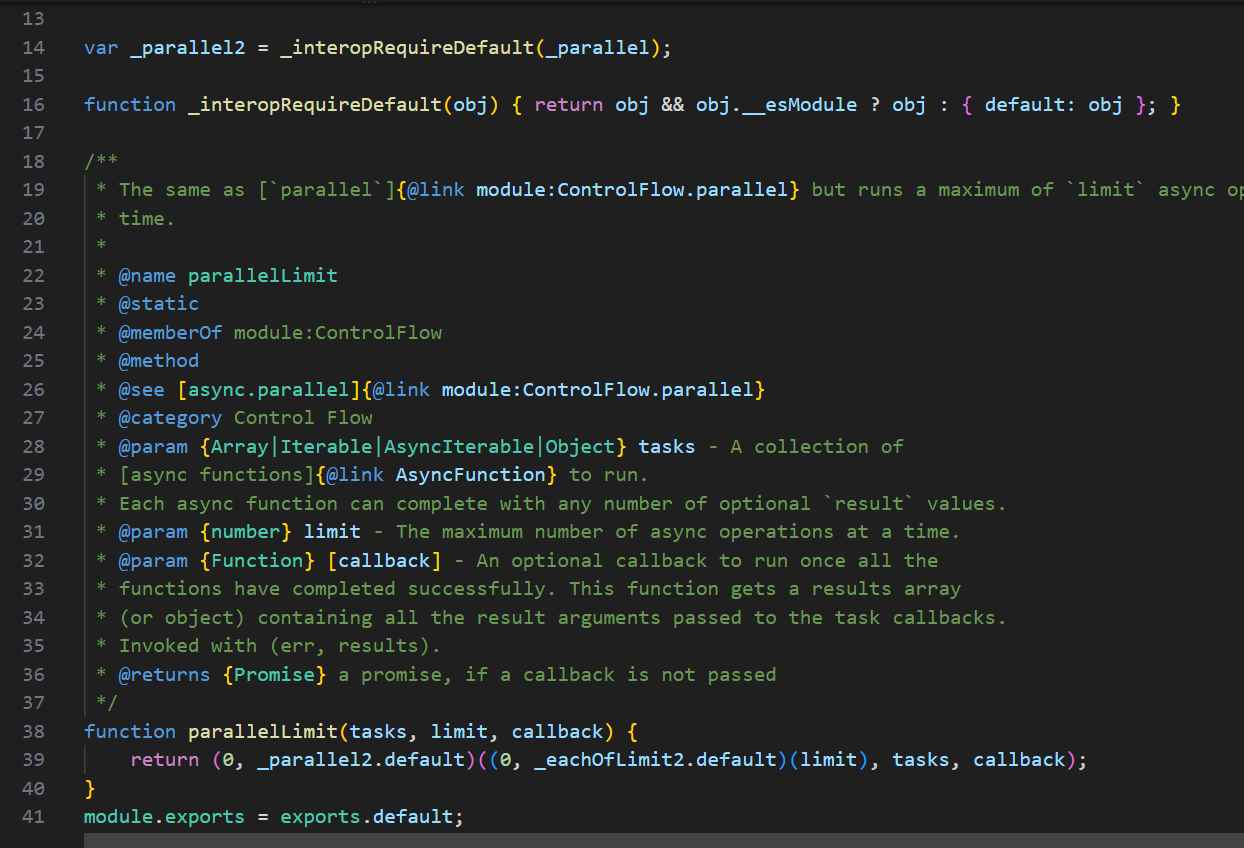 13
14 var _parallel2 = _interopRequireDefault(_parallel);
15
16 function _interopRequireDefault(obj) { return obj && obj.__esModule ? obj : { default: obj }; }
17
18 /**
19 * The same as [`parallel`]{@link module:ControlFlow.parallel} but runs a maximum of `limit` async
20 * time.
21 *
22 * @name parallelLimit
23 * @static
24 * @memberOf module:ControlFlow
25 * @method
26 * @see [async.parallel]{@link module:ControlFlow.parallel}
27 * @category Control Flow
28 * @param {Array|Iterable|AsyncIterable|Object} tasks - A collection of
29 * [async functions]{@link AsyncFunction} to run.
30 * Each async function can complete with any number of optional `result` values.
31 * @param {number} limit - The maximum number of async operations at a time.
32 * @param {Function} [callback] - An optional callback to run once all the
33 * functions have completed successfully. This function gets a results array
34 * (or object) containing all the result arguments passed to the task callbacks.
35 * Invoked with (err, results).
36 * @returns {Promise} a promise, if a callback is not passed
37 */
38 function parallelLimit(tasks, limit, callback) {
39 return (0, _parallel2.default)((0, _eachOfLimit2.default)(limit), tasks, callback);
40 }
41 module.exports = exports.default;